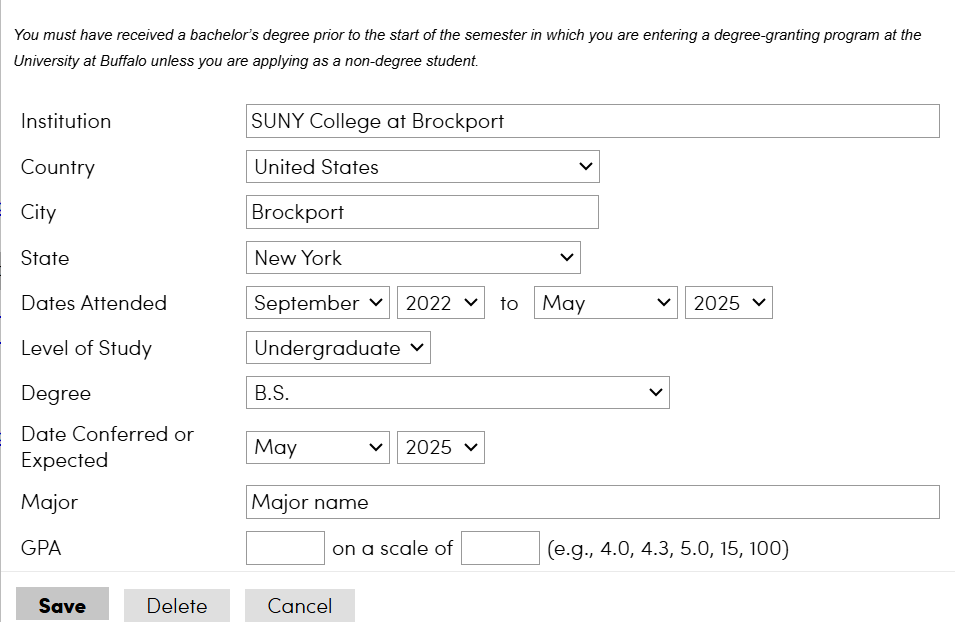 You must have received a bachelor's degree prior to the start of the semester in which you are entering a degree-granting program at the
University at Buffalo unless you are applying as a non-degree student.
Institution SUNY College at Brockport
Country United States
City Brockport
State New York
Dates Attended September 2022 to May 2025
Level of Study Undergraduate
Degree B.S.
Date Conferred or
Expected May 2025
Major Major name
GPA on a scale of (e.g., 4.0, 4.3, 5.0, 15, 100)
Save Delete Cancel